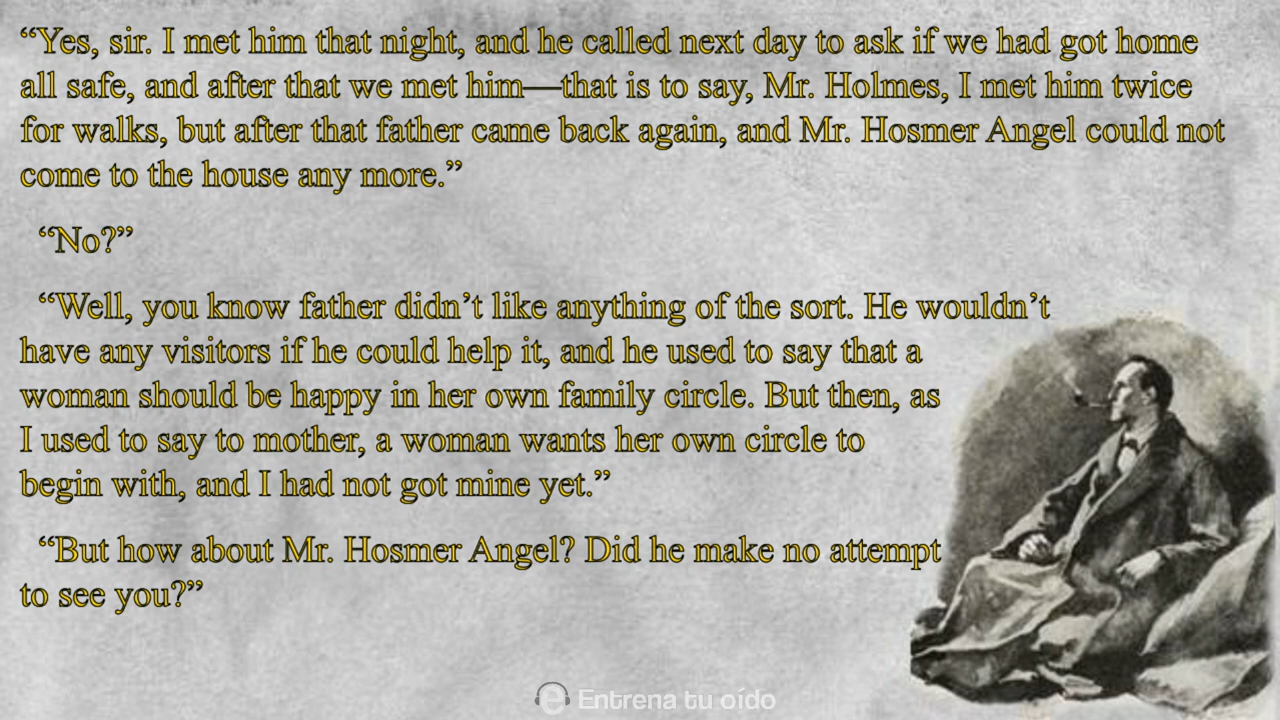 “Yes, sir. I met him that night, and he called next day to ask if we had got home
all safe, and after that we met him—that is to say, Mr. Holmes, I met him twice
for walks, but after that father came back again, and Mr. Hosmer Angel could not
come to the house any more.”
“No?”
“Well, you know father didn’t like anything of the sort. He wouldn’t
have any visitors if he could help it, and he used to say that a
woman should be happy in her own family circle. But then, as
I used to say to mother, a woman wants her own circle to
begin with, and I had not got mine yet.”
“But how about Mr. Hosmer Angel? Did he make no attempt
to see you?”
e Entrena tu oído